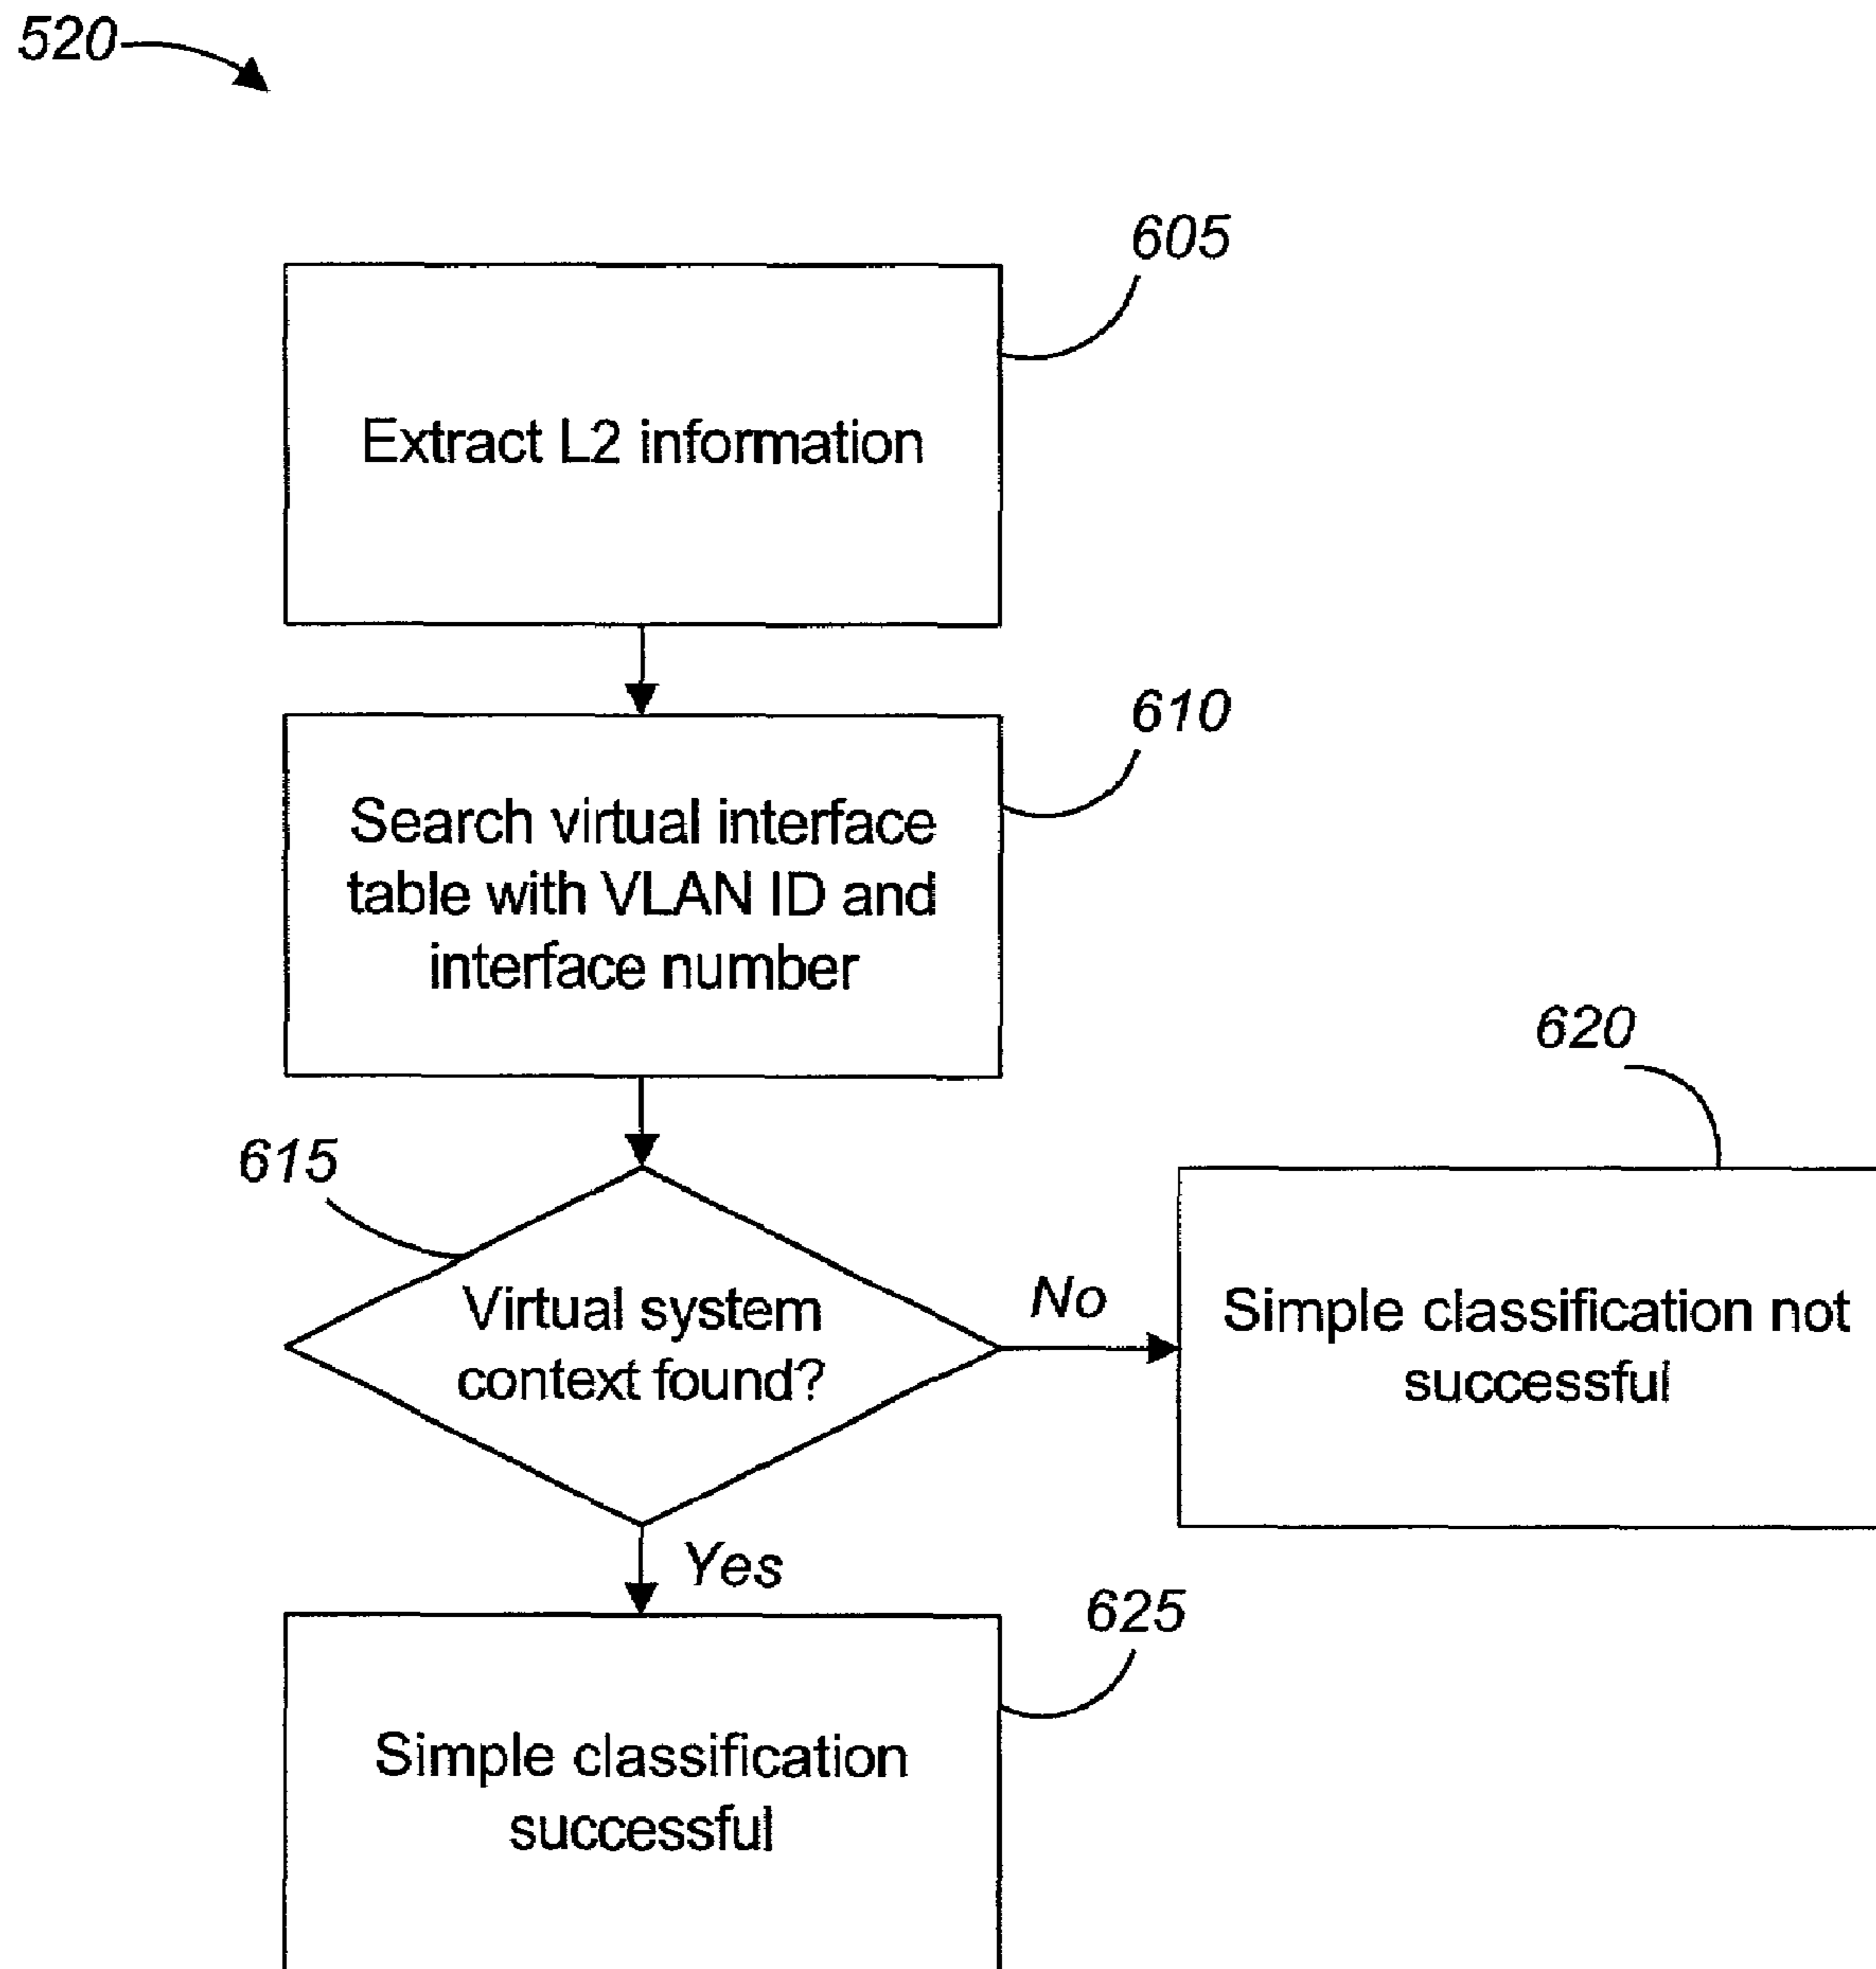 520
605
Extract L2 information
610
Search virtual interface
table with VLAN ID and
interface number
620
615
Virtual system
context found?
No
Simple classification not
successful
Yes
625
Simple classification
successful